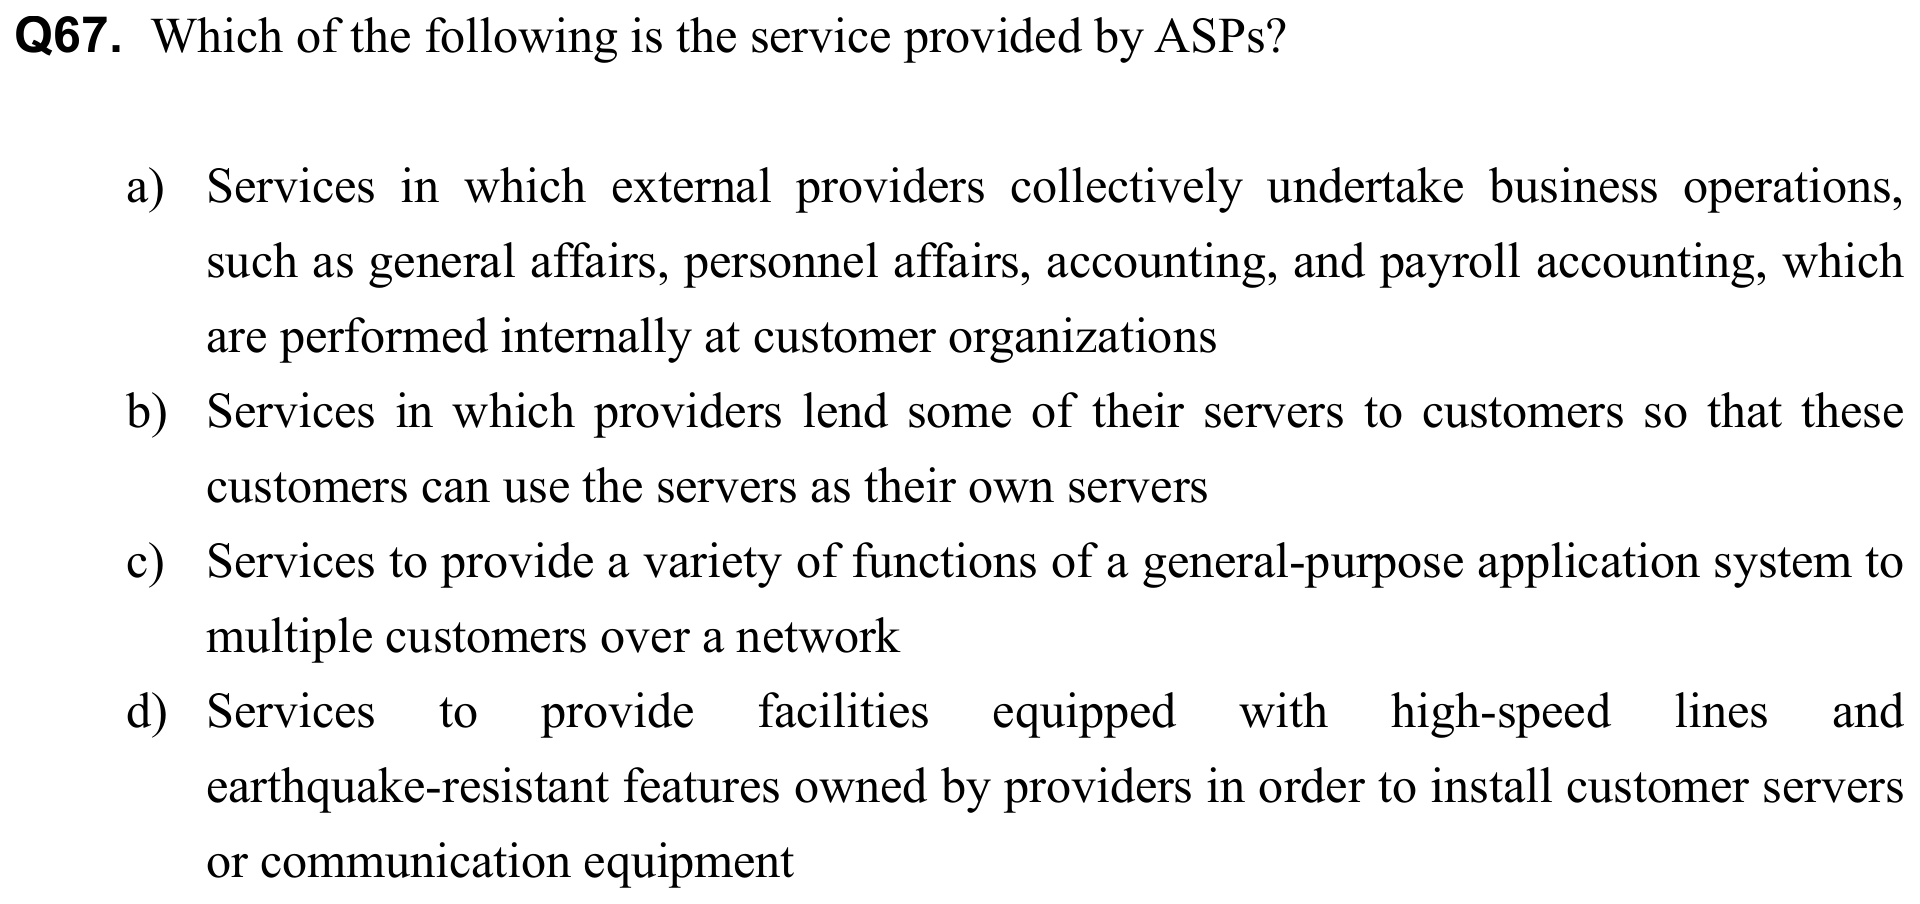 Q67. Which of the following is the service provided by ASPs?
a) Services in which external providers collectively undertake business operations,
such as general affairs, personnel affairs, accounting, and payroll accounting, which
are performed internally at customer organizations
b) Services in which providers lend some of their servers to customers so that these
customers can use the servers as their own servers
c) Services to provide a variety of functions of a general-purpose application system to
multiple customers over a network
d) Services to provide facilities equipped with high-speed lines and
earthquake-resistant features owned by providers in order to install customer servers
or communication equipment